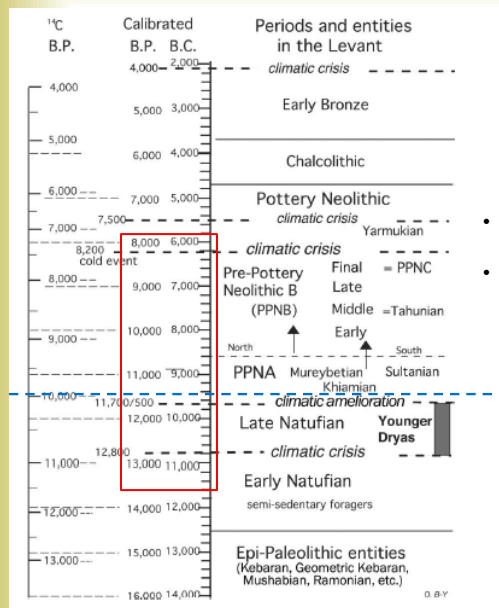 ¹⁴C Calibrated Periods and entities
B.P. B.P. B.C. in the Levant
2,000
4,000 climatic crisis
4,000
5,000 3,000 Early Bronze
5,000
6,000 4,000
Chalcolithic
6,000
7,000 5,000 Pottery Neolithic
7,500 climatic crisis
7,000 Yarmukian
8,000 6,000
8,200 climatic crisis
cold event
Pre-Pottery Final = PPNC
8,000 9,000 7,000 Neolithic B Late
(PPNB) Middle =Tahunian
10,000 8,000 Early
9,000
North South
11,000 9,000 PPNA Mureybetian Sultanian
Khiamian
10,000 11,700/500 climatic amelioration
12,000 10,000 Late Natufian Younger
Dryas
12,800 climatic crisis
11,000 13,000 11,000
Early Natufian
12,000 14,000 12,000 semi-sedentary foragers
15,000 13,000 Epi-Paleolithic entities
13.000 (Kebaran, Geometric Kebaran,
Mushabian, Ramonian, etc.)
16.000 14,000 O. B-Y